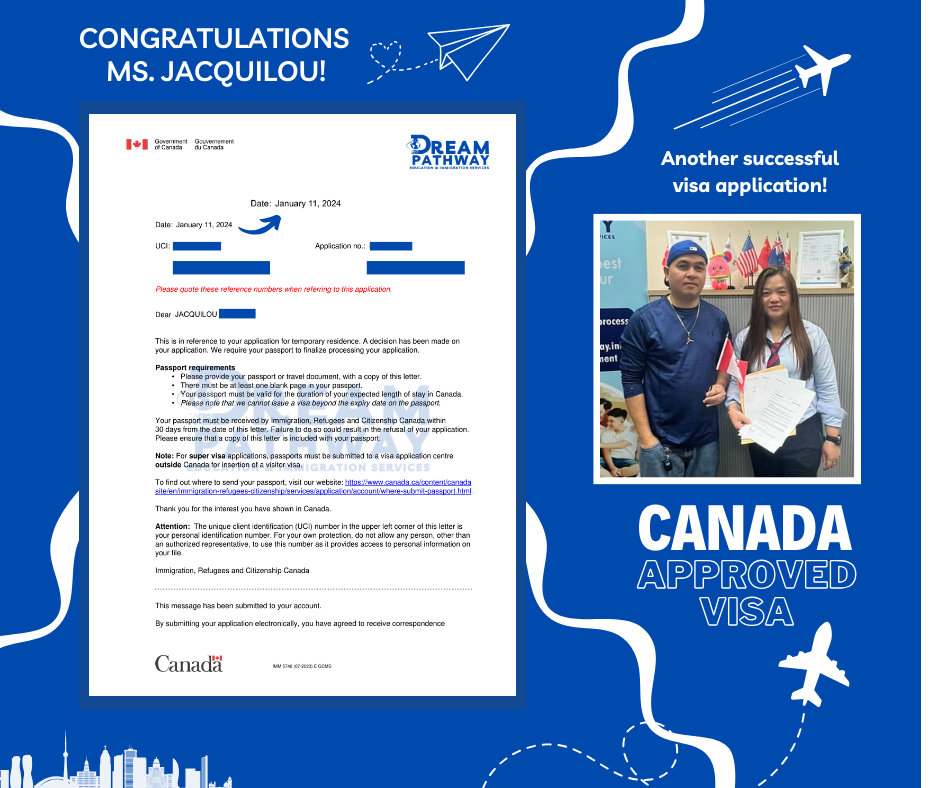 CONGRATULATIONS
MS. JACQUILOU!
Government
of Canada
Gouvernement
du Canada
DREAM
PATHWAY
EDUCATION & IMMIGRATION SERVICES
Date: January 11, 2024
Date: January 11, 2024
UCI:
Application no.:
Please quote these reference numbers when referring to this application.
Dear JACQUILOU
This is in reference to your application for temporary residence. A decision has been made on
your application. We require your passport to finalize processing your application.
Passport requirements
• Please provide your passport or travel document, with a copy of this letter.
• There must be at least one blank page in your passport.
• Your passport must be valid for the duration of your expected length of stay in Canada.
• Please note that we cannot issue a visa beyond the expiry date on the passport.
Your passport must be received by Immigration, Refugees and Citizenship Canada within
30 days from the date of this letter. Failure to do so could result in the refusal of your application.
Please ensure that a copy of this letter is included with your passport.
Note: For super visa applications, passports must be submitted to a visa application centre
outside Canada for insertion of a visitor visa.
To find out where to send your passport, visit our website: https://www.canada.ca/content/canada
site/en/immigration-refugees-citizenship/services/application/account/where-submit-passport.html
Thank you for the interest you have shown in Canada.
Attention: The unique client identification (UCI) number in the upper left corner of this letter is
your personal identification number. For your own protection, do not allow any person, other than
an authorized representative, to use this number as it provides access to personal information on
your file.
Immigration, Refugees and Citizenship Canada
This message has been submitted to your account.
By submitting your application electronically, you have agreed to receive correspondence
Canada
IMM 5740 (07-2023) E GCMS
DREAM
PATHWAY
EDUCATION & IMMIGRATION SERVICES
Another successful
visa application!
CANADA
APPROVED
VISA